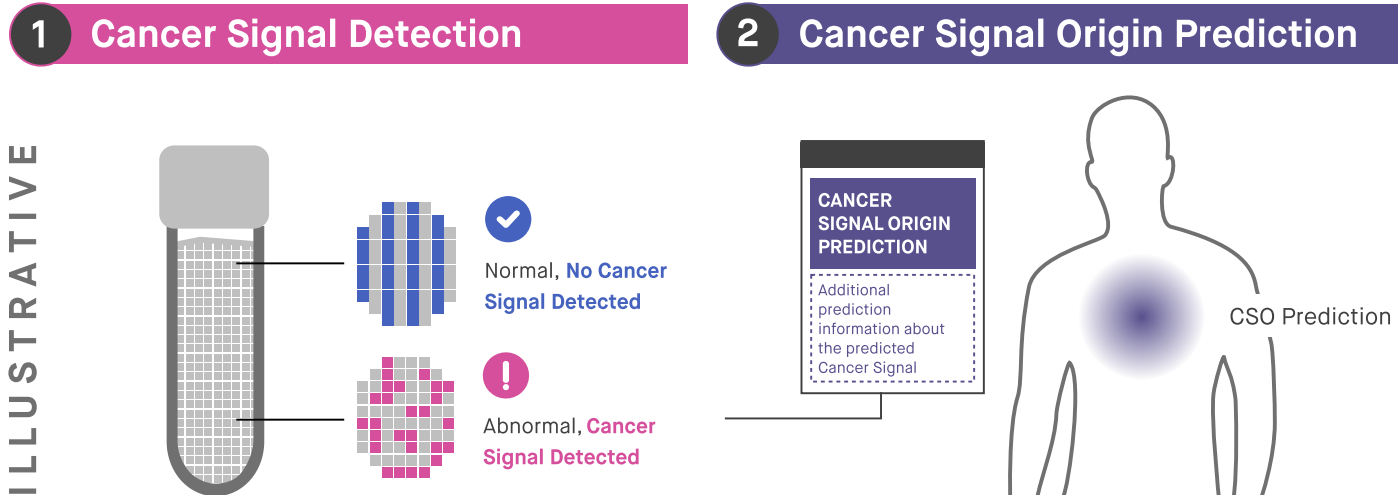 1 Cancer Signal Detection
2 Cancer Signal Origin Prediction
ILLUSTRATIVE
Normal, No Cancer
Signal Detected
Abnormal, Cancer
Signal Detected
CANCER
SIGNAL ORIGIN
PREDICTION
Additional
prediction
information about
the predicted
Cancer Signal
CSO Prediction